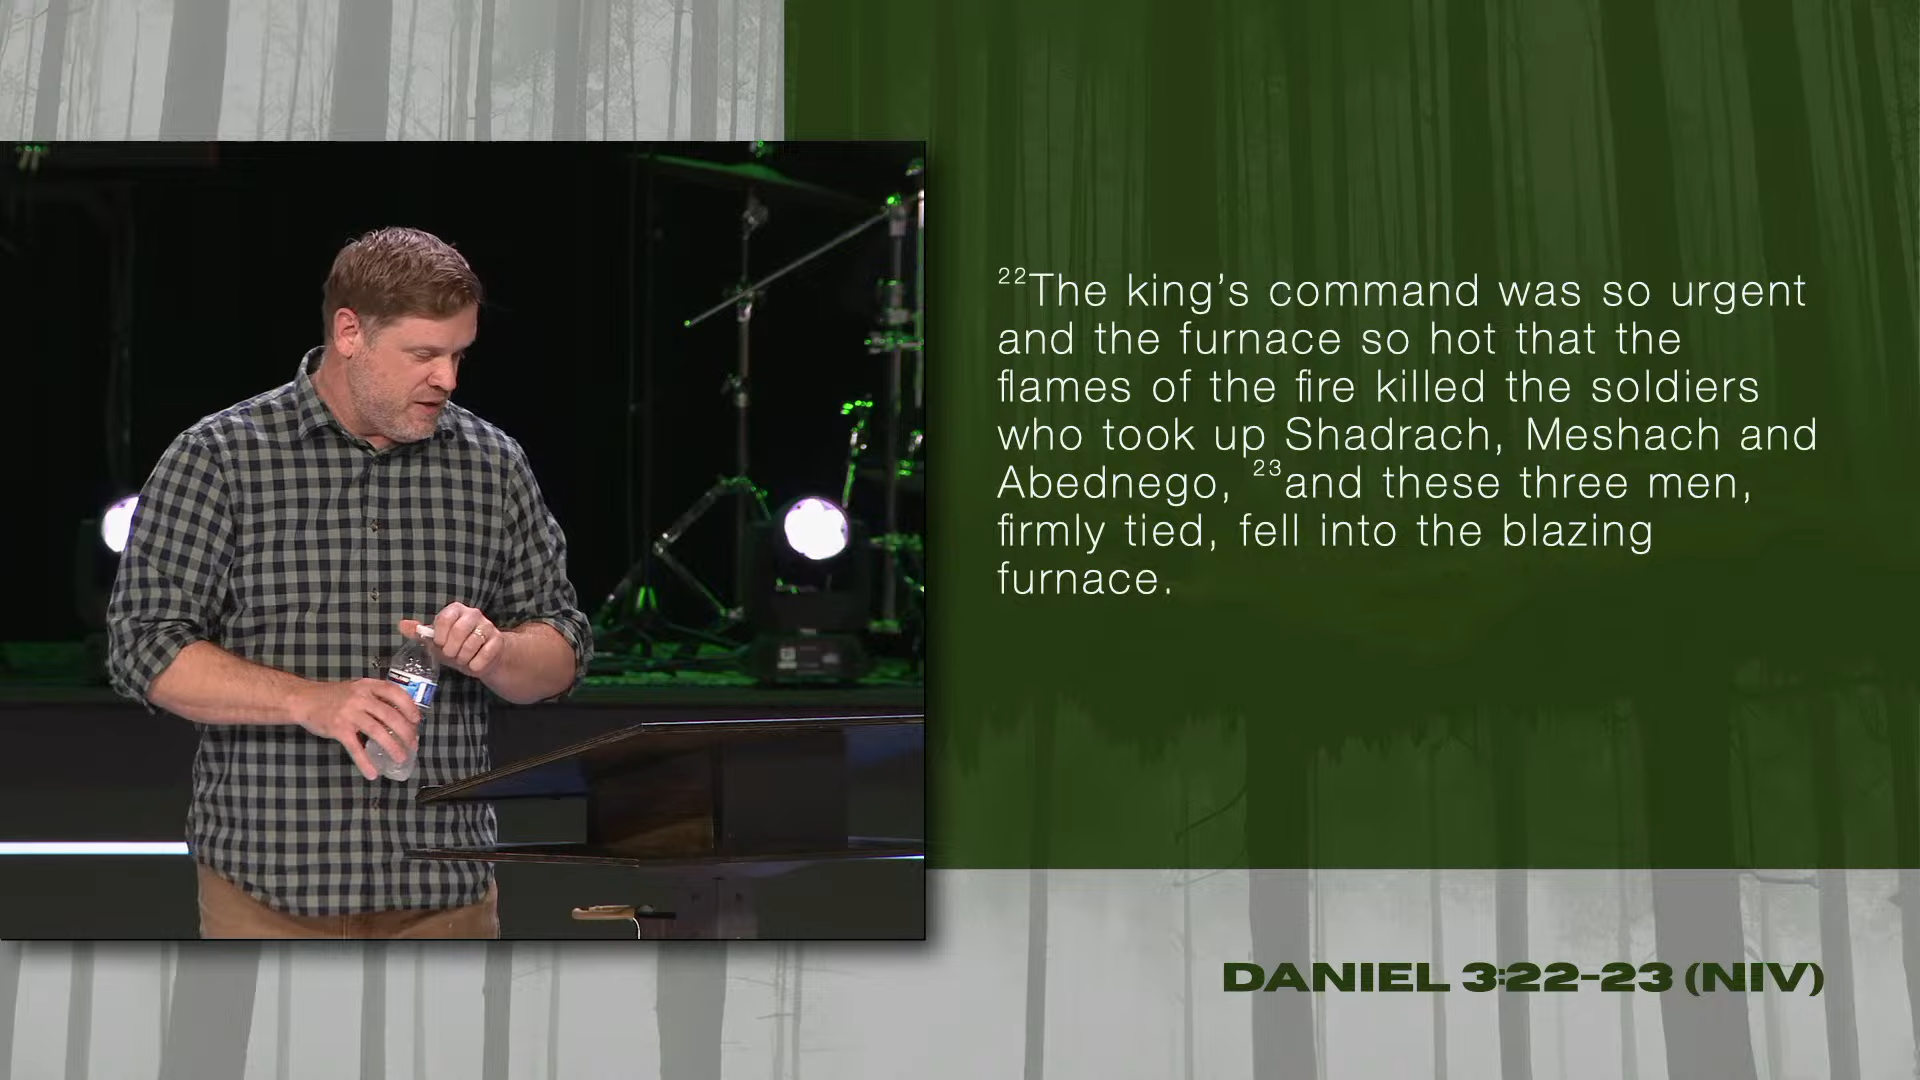 ²²The king’s command was so urgent
and the furnace so hot that the
flames of the fire killed the soldiers
who took up Shadrach, Meshach and
Abednego, ²³and these three men,
firmly tied, fell into the blazing
furnace.
DANIEL 3:22-23 (NIV)